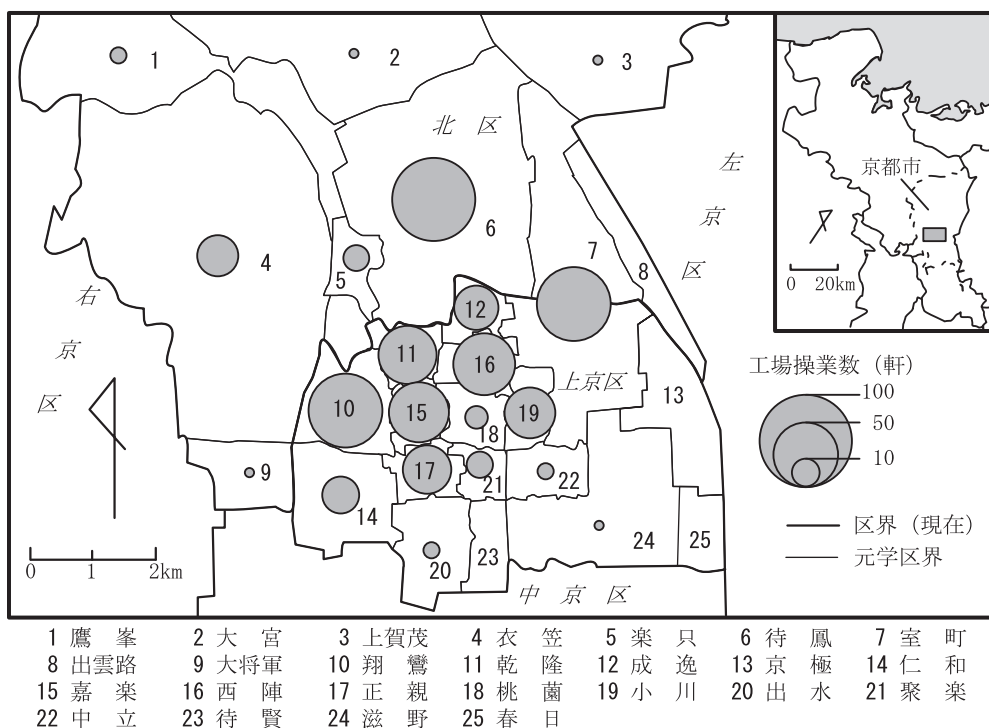 1
2
3
北 区
左京区
京都市
0 20km
4
5
6
7
8
右京区
12
11
16
上京区
13
10
15
18
19
工場操業数（軒）
100
50
10
9
17
21
22
14
20
23
24
25
区界（現在）
元学区界
0 1 2km
中 京 区
1 鷹 峯 2 大 宮 3 上賀茂 4 衣 笠 5 楽 只 6 待 鳳 7 室 町
8 出雲路 9 大将軍 10 翔 鸞 11 乾 隆 12 成 逸 13 京 極 14 仁 和
15 嘉 楽 16 西 陣 17 正 親 18 桃 薗 19 小 川 20 出 水 21 聚 楽
22 中 立 23 待 賢 24 滋 野 25 春 日